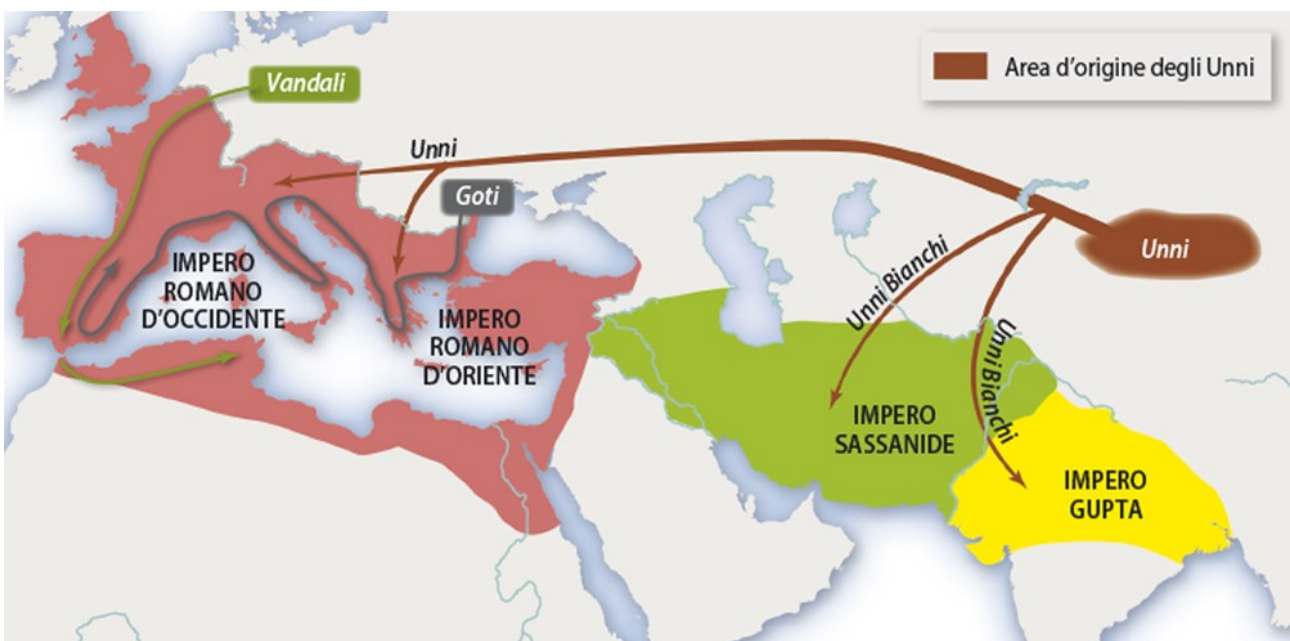 Vandali
Area d'origine degli Unni
Unni
Goti
Unni
Unni Bianchi
Unni Bianchi
IMPERO
ROMANO
D'OCCIDENTE
IMPERO
ROMANO
D'ORIENTE
IMPERO
SASSANIDE
IMPERO
GUPTA